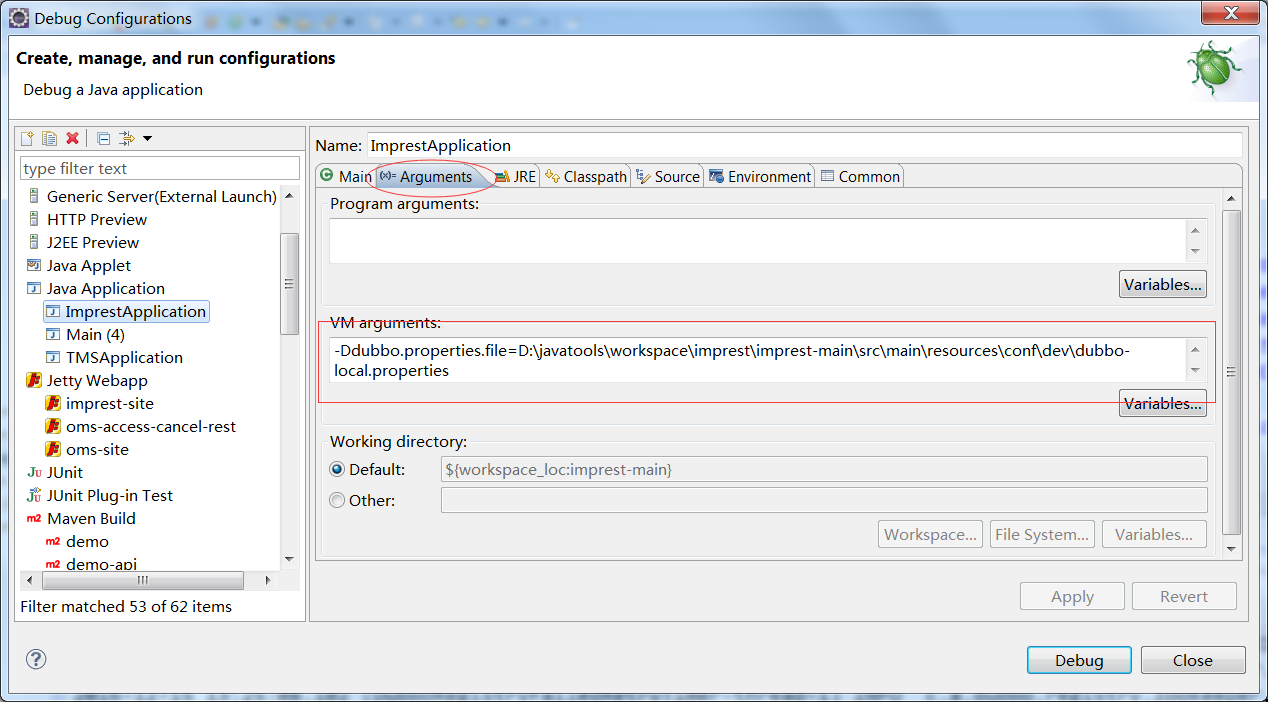 Debug Configurations
Create, manage, and run configurations
Debug a Java application
type filter text
Generic Server(External Launch)
HTTP Preview
J2EE Preview
Java Applet
Java Application
ImprestApplication
Main (4)
TMSApplication
Jetty Webapp
imprest-site
oms-access-cancel-rest
oms-site
JUnit
JUnit Plug-in Test
Maven Build
demo
demo-api
Filter matched 53 of 62 items
Name: ImprestApplication
Main (x)= Arguments JRE Classpath Source Environment Common
Program arguments:
Variables...
VM arguments:
-Ddubbo.properties.file=D:\javatools\workspace\imprest\imprest-main\src\main\resources\conf\dev\dubbo-
local.properties
Variables...
Working directory:
Default: ${workspace_loc:imprest-main}
Other:
Workspace... File System... Variables...
Apply Revert
Debug Close